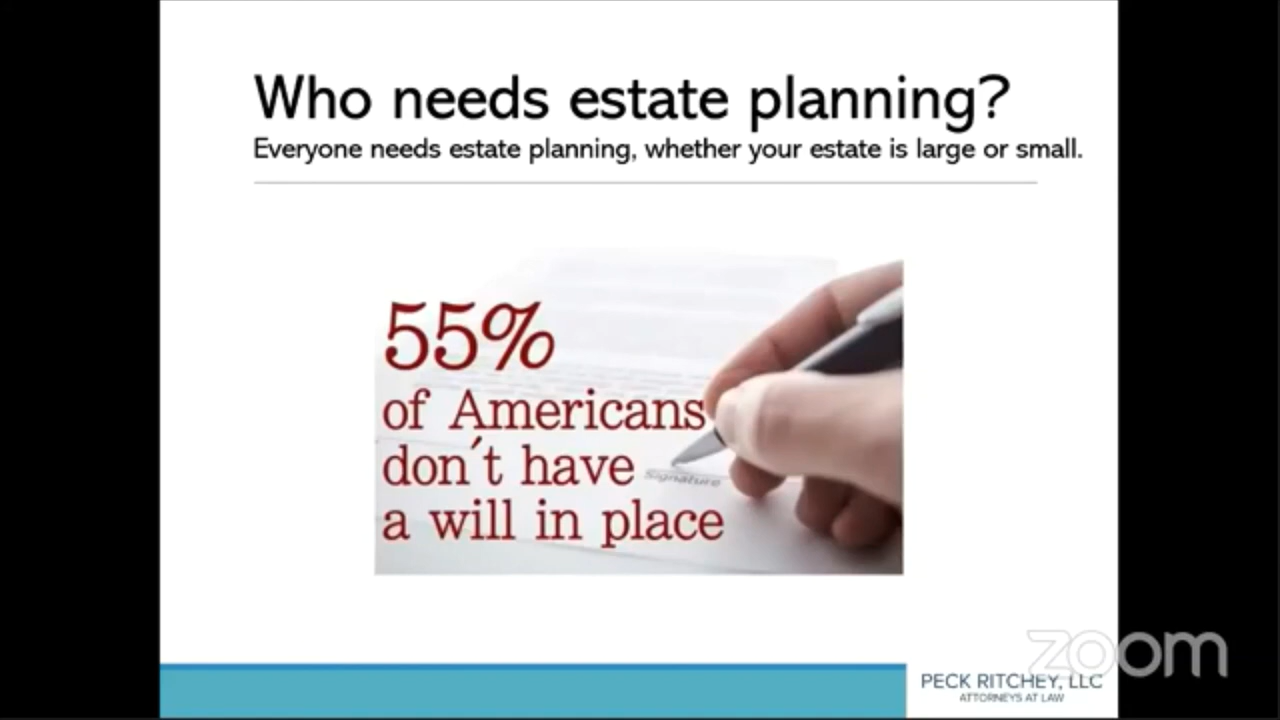 Who needs estate planning?
Everyone needs estate planning, whether your estate is large or small.
55%
of Americans
don´t have
a will in place
Signature
zoom
PECK RITCHEY, LLC
ATTORNEYS AT LAW